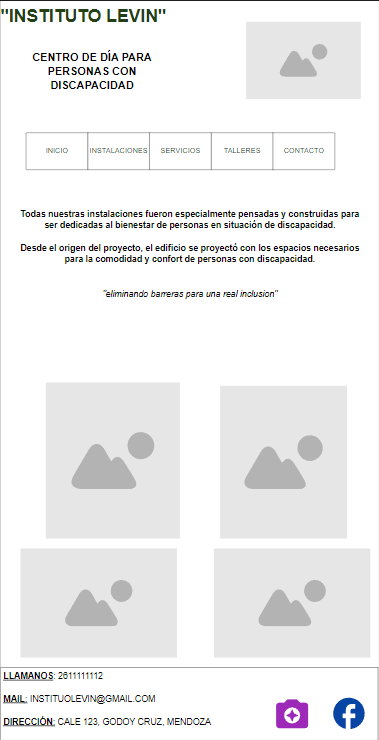 "INSTITUTO LEVIN"
CENTRO DE DÍA PARA
PERSONAS CON
DISCAPACIDAD
INICIO
INSTALACIONES
SERVICIOS
TALLERES
CONTACTO
Todas nuestras instalaciones fueron especialmente pensadas y construidas para
ser dedicadas al bienestar de personas en situación de discapacidad.
Desde el origen del proyecto, el edificio se proyectó con los espacios necesarios
para la comodidad y confort de personas con discapacidad.
"eliminando barreras para una real inclusion"
LLAMANOS: 2611111112
MAIL: INSTITUOLEVIN@GMAIL.COM
DIRECCIÓN: CALE 123, GODOY CRUZ, MENDOZA